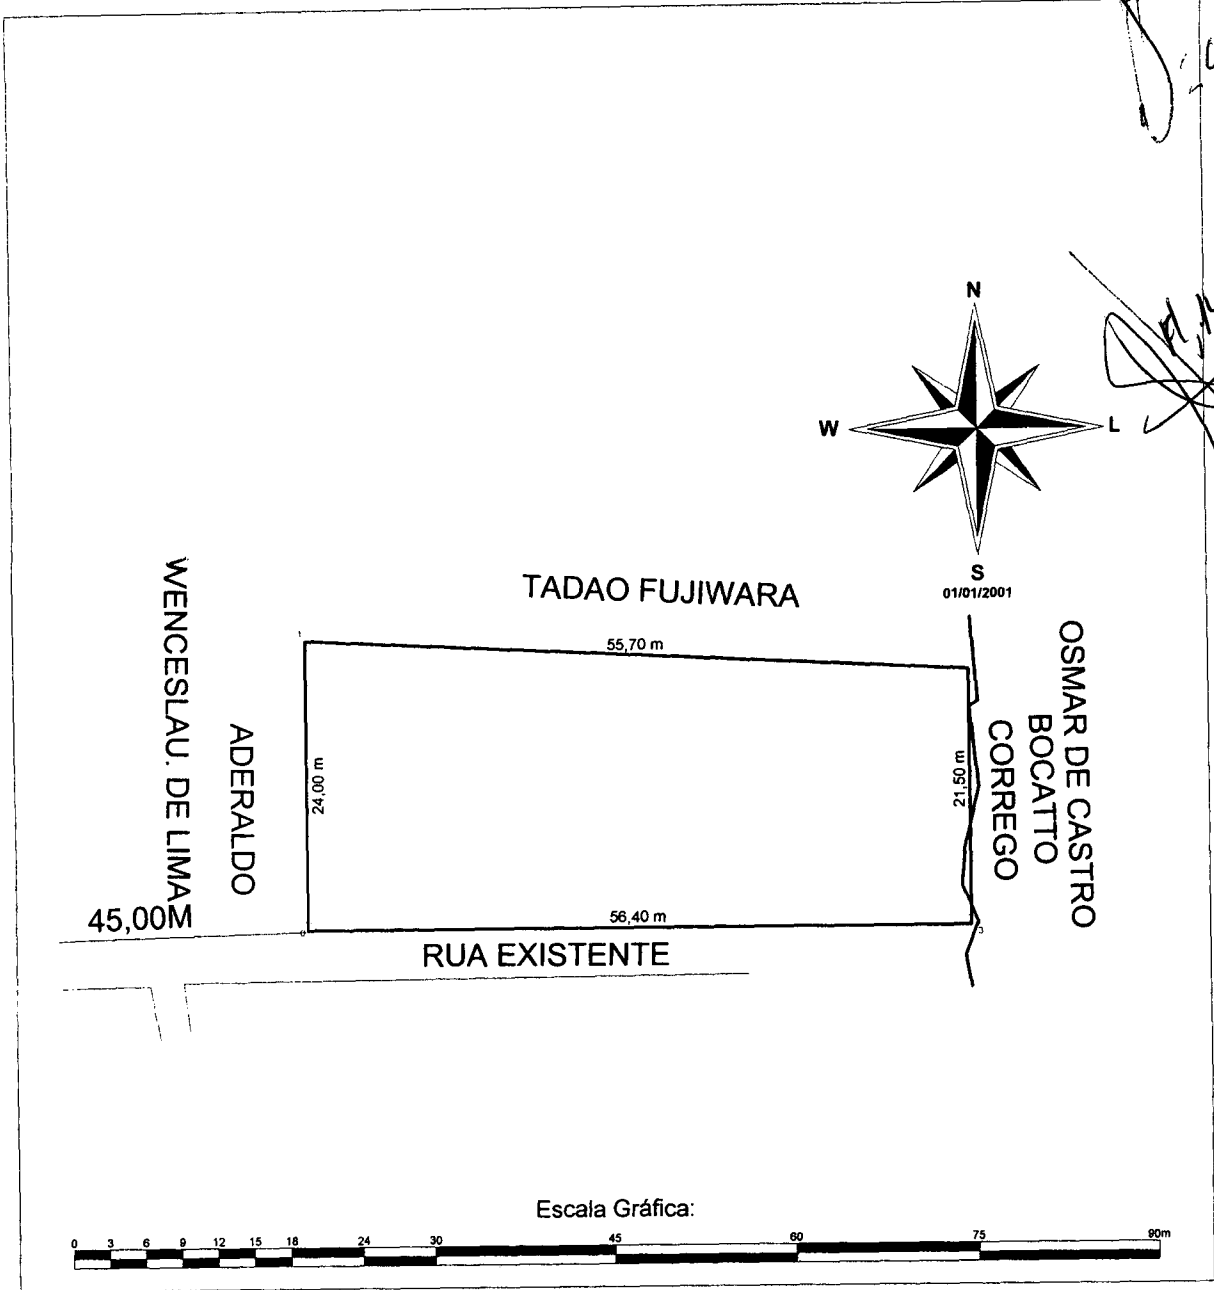 N
W
L
S
01/01/2001
TADAO FUJIWARA
WENCESLAU. DE LIMA
ADERALDO
OSMAR DE CASTRO
BOCATTO
CORREGO
1
55,70 m
24,00 m
21,50 m
56,40 m
3
45,00M
RUA EXISTENTE
Escala Gráfica:
0 3 6 9 12 15 18 24 30 45 60 75 90m